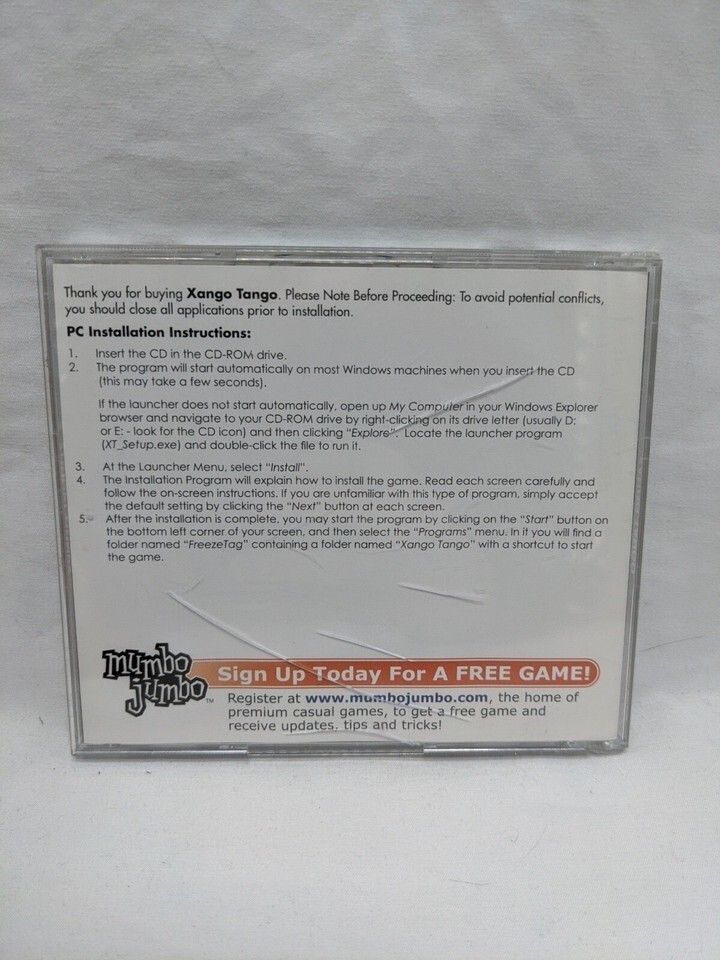 Thank you for buying Xango Tango. Please Note Before Proceeding: To avoid potential conflicts,
you should close all applications prior to installation.
PC Installation Instructions:
1. Insert the CD in the CD-ROM drive.
2. The program will start automatically on most Windows machines when you insert the CD
(this may take a few seconds).
If the launcher does not start automatically, open up My Computer in your Windows Explorer
browser and navigate to your CD-ROM drive by right-clicking on its drive letter (usually D:
or E: - look for the CD icon) and then clicking "Explore". Locate the launcher program
(XT_Setup.exe) and double-click the file to run it.
3. At the Launcher Menu, select "Install".
4. The Installation Program will explain how to install the game. Read each screen carefully and
follow the on-screen instructions. If you are unfamiliar with this type of program, simply accept
the default setting by clicking the "Next" button at each screen.
5. After the installation is complete, you may start the program by clicking on the "Start" button on
the bottom left corner of your screen, and then select the "Programs" menu. In it you will find a
folder named "FreezeTag" containing a folder named "Xango Tango" with a shortcut to start
the game.
mumbo
jumbo™
Sign Up Today For A FREE GAME!
Register at www.mumbojumbo.com, the home of
premium casual games, to get a free game and
receive updates, tips and tricks!